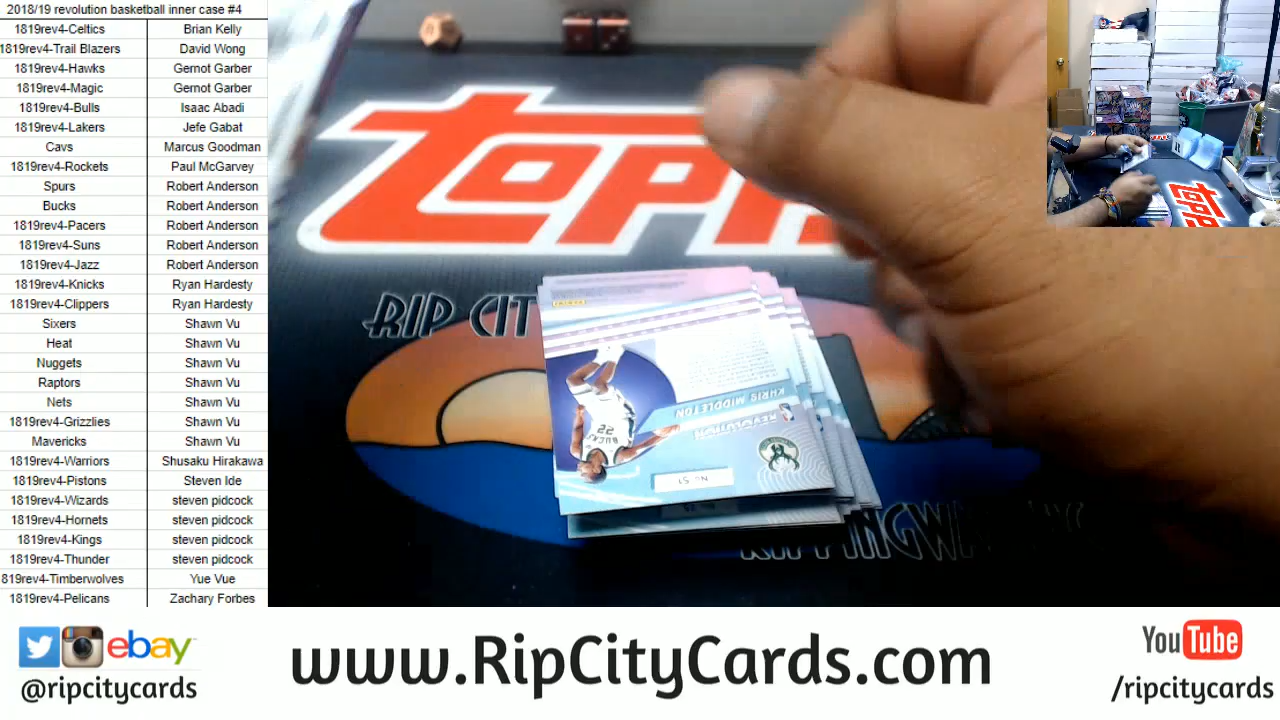 2018/19 revolution basketball inner case #4
1819rev4-Celtics Brian Kelly
1819rev4-Trail Blazers David Wong
1819rev4-Hawks Gernot Garber
1819rev4-Magic Gernot Garber
1819rev4-Bulls Isaac Abadi
1819rev4-Lakers Jefe Gabat
Cavs Marcus Goodman
1819rev4-Rockets Paul McGarvey
Spurs Robert Anderson
Bucks Robert Anderson
1819rev4-Pacers Robert Anderson
1819rev4-Suns Robert Anderson
1819rev4-Jazz Robert Anderson
1819rev4-Knicks Ryan Hardesty
1819rev4-Clippers Ryan Hardesty
Sixers Shawn Vu
Heat Shawn Vu
Nuggets Shawn Vu
Raptors Shawn Vu
Nets Shawn Vu
1819rev4-Grizzlies Shawn Vu
Mavericks Shawn Vu
1819rev4-Warriors Shusaku Hirakawa
1819rev4-Pistons Steven Ide
1819rev4-Wizards steven pidcock
1819rev4-Hornets steven pidcock
1819rev4-Kings steven pidcock
1819rev4-Thunder steven pidcock
819rev4-Timberwolves Yue Vue
1819rev4-Pelicans Zachary Forbes
TOPP
RIP CIT
PANINI
KHRIS MIDDLETON
REVOLUTION
BUCKS
22
No. 51
TOPP
ebay
@ripcitycards
www.RipCityCards.com
YouTube
/ripcitycards